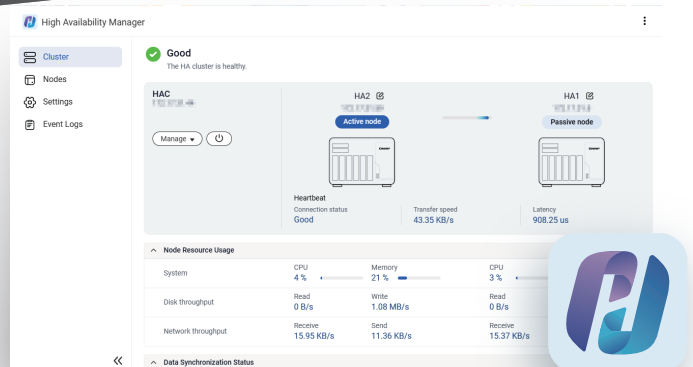 High Availability Manager
Cluster
Nodes
Settings
Event Logs
Good
The HA cluster is healthy.
HAC
Manage
HA2
Active node
HA1
Passive node
Heartbeat
Connection status
Good
Transfer speed
43.35 KB/s
Latency
908.25 us
Node Resource Usage
System
CPU
4 %
Memory
21 %
CPU
3 %
Disk throughput
Read
0 B/s
Write
1.08 MB/s
Read
0 B/s
Network throughput
Receive
15.95 KB/s
Send
11.36 KB/s
Receive
15.37 KB/s
Data Synchronization Status